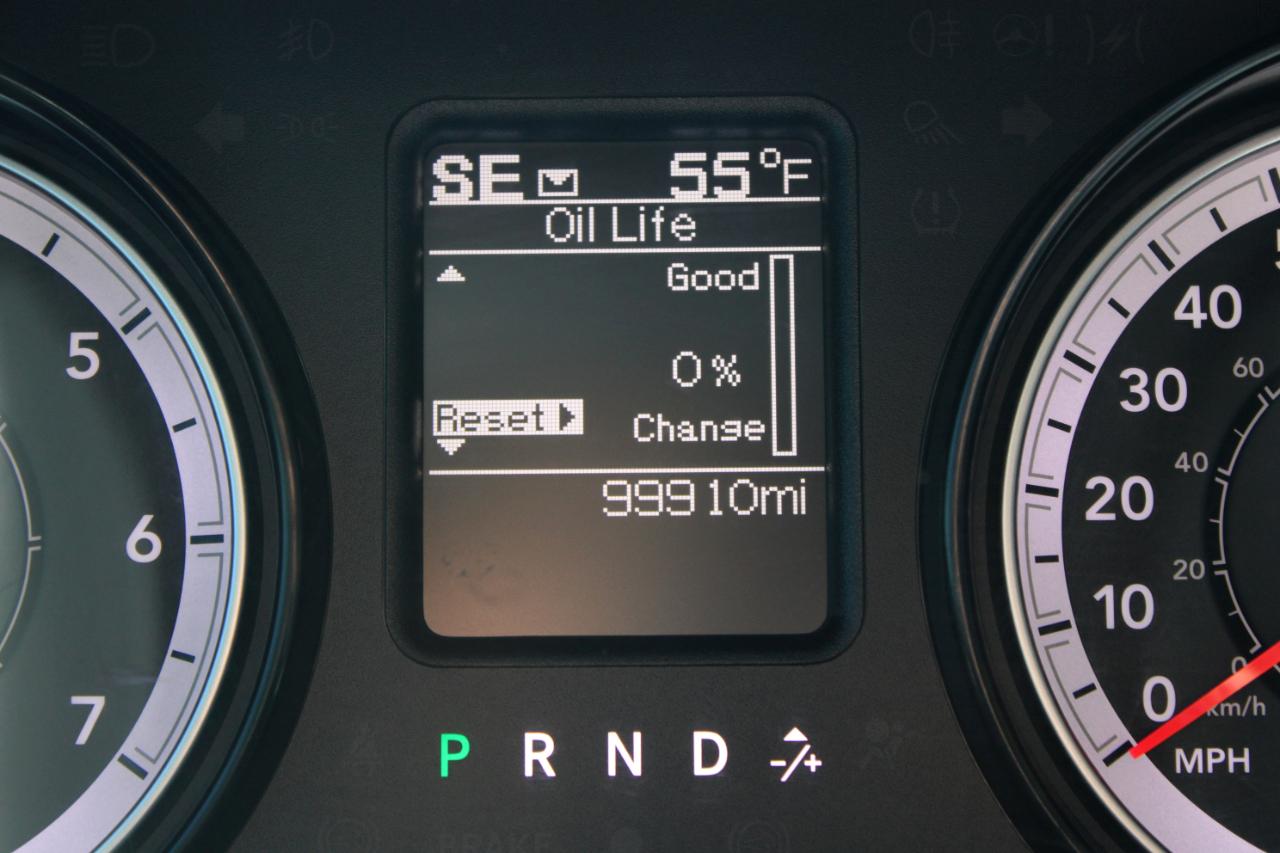 SE 55°F
Oil Life
Good
0%
Reset
Change
99910mi
5
6
7
40
30
20
10
0
60
40
20
0
km/h
MPH
P R N D -/+
BRAKE